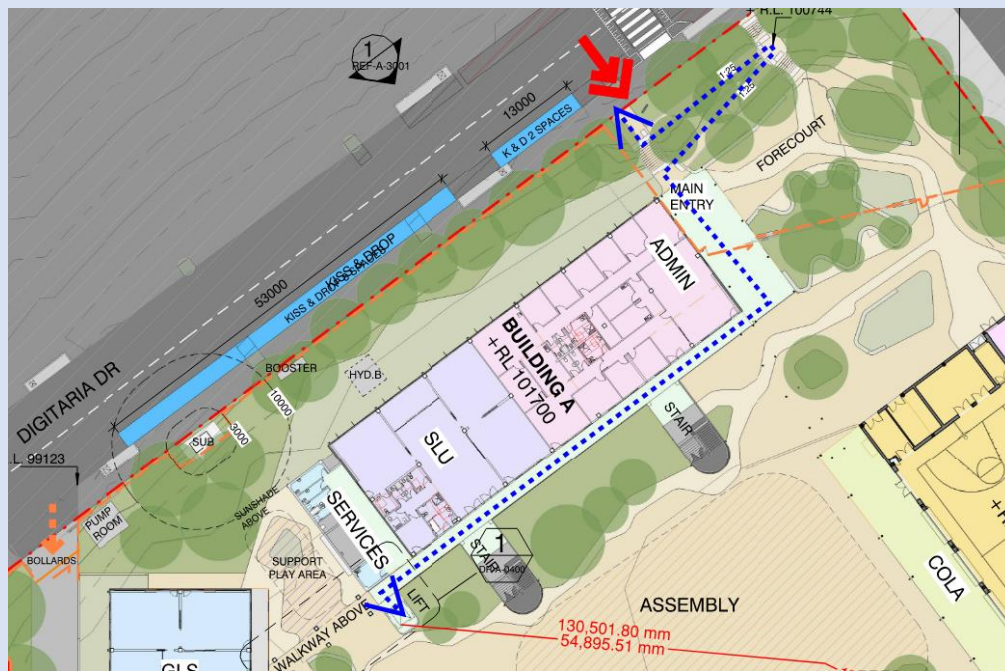 + R.L. 100744
1
REF-A-3001
13000
K & D 2 SPACES
1:25
1:25
FORECOURT
MAIN
ENTRY
KISS & DROP
53000
ADMIN
BUILDING A
+RL 101700
DIGITARIA DR
BOOSTER
HYD.B
10000
3000
SUB
SLU
STAIR
.L. 99123
SUNSHADE
ABOVE
SERVICES
PUMP
ROOM
BOLLARDS
SUPPORT
PLAY AREA
STAIR
1
LIFT
WALKWAY ABOVE
ASSEMBLY
COLA
130,501.80 mm
54,895.51 mm
GLS